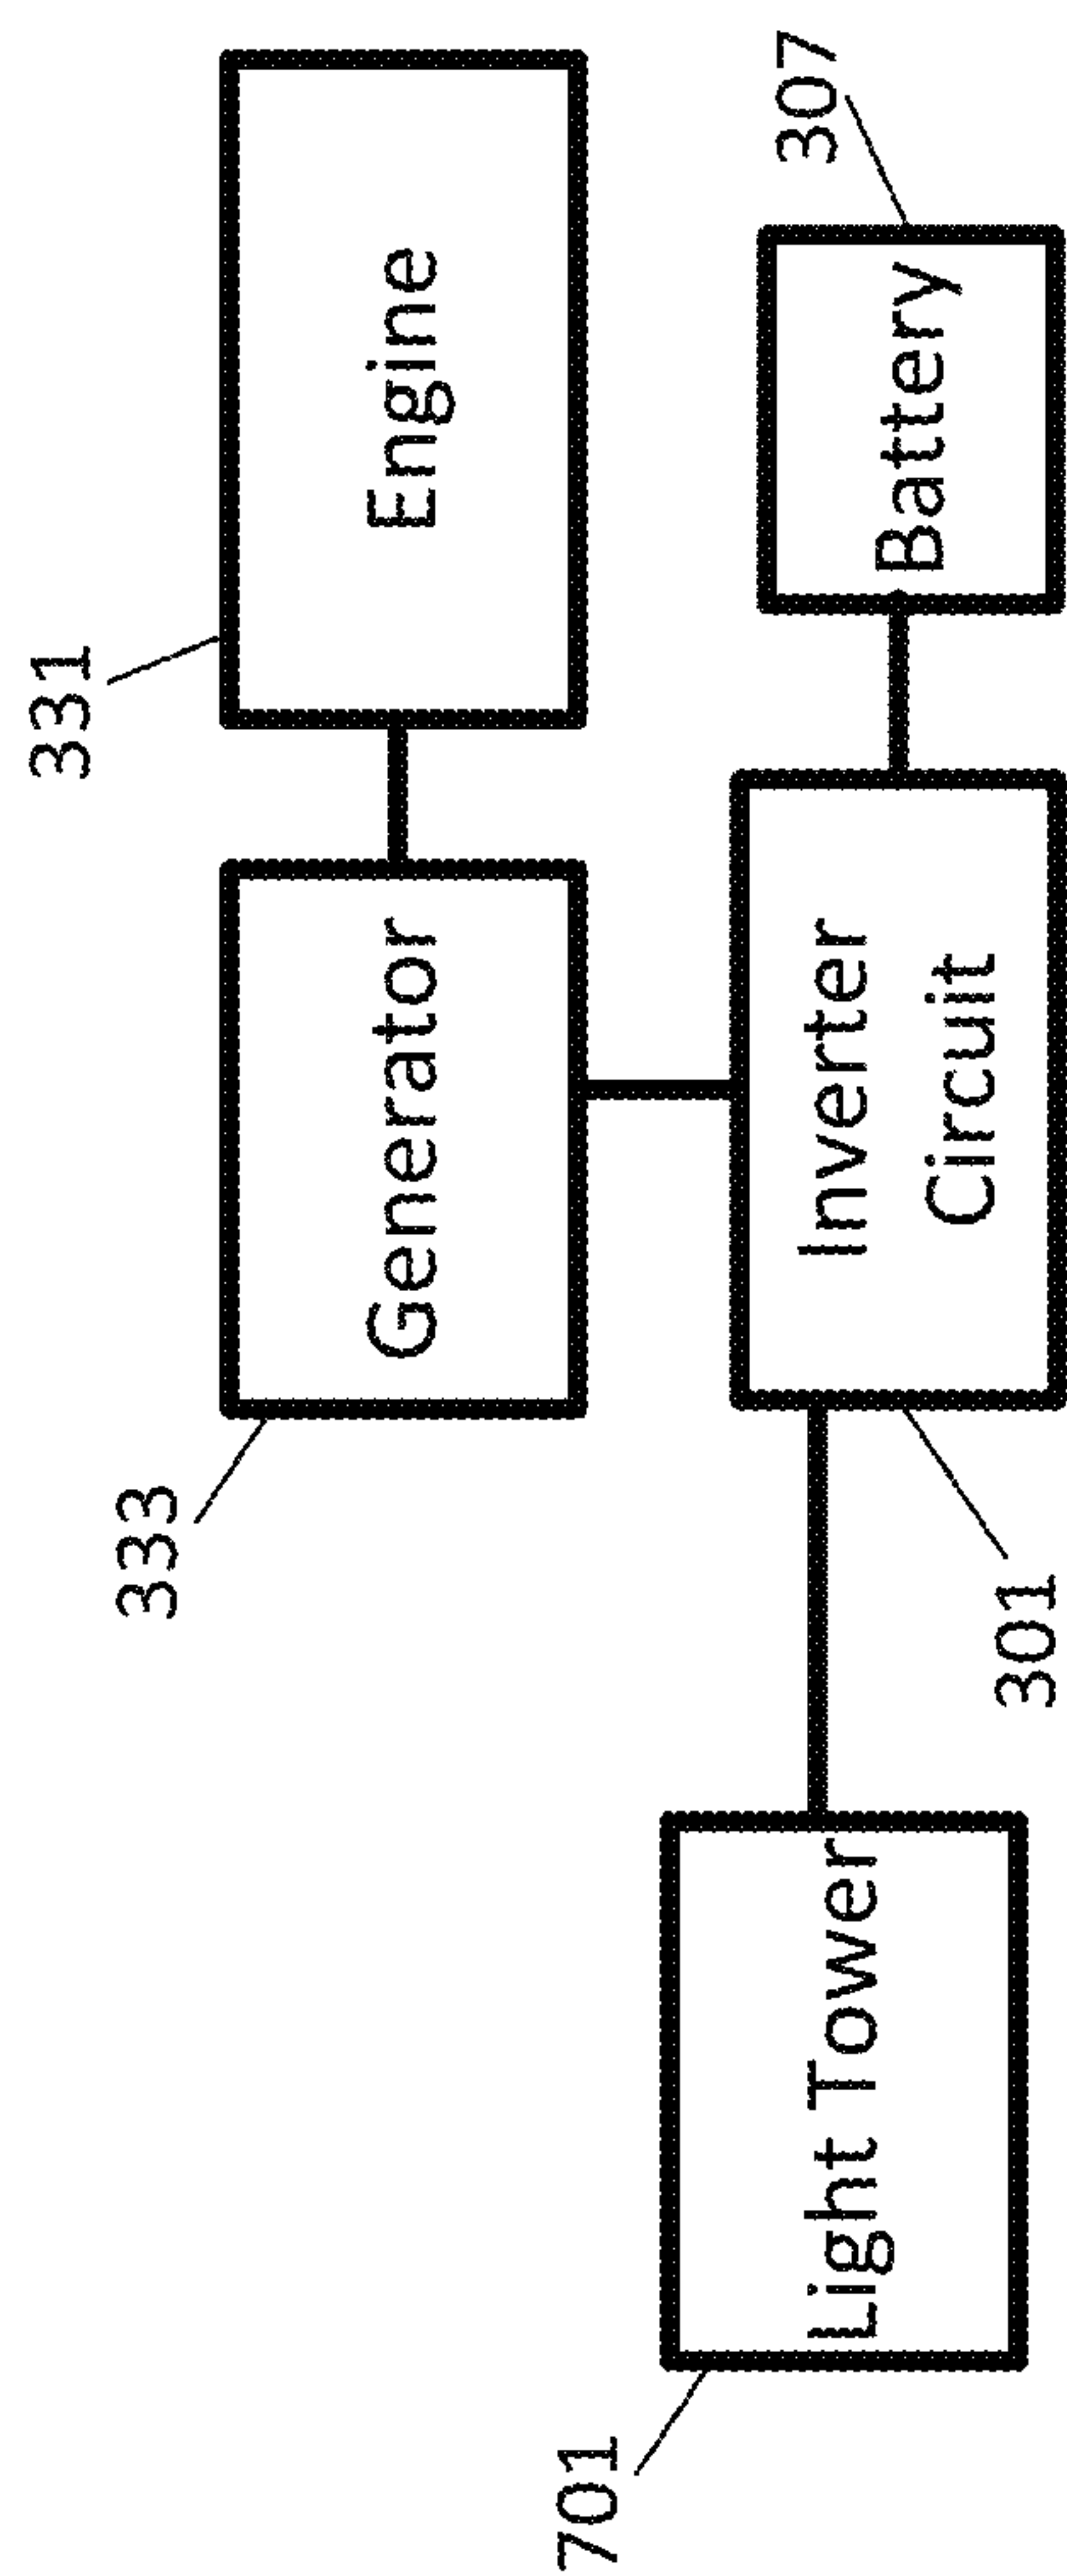 331
333
Engine
Generator
307
Light Tower
Inverter
Circuit
Battery
701
301